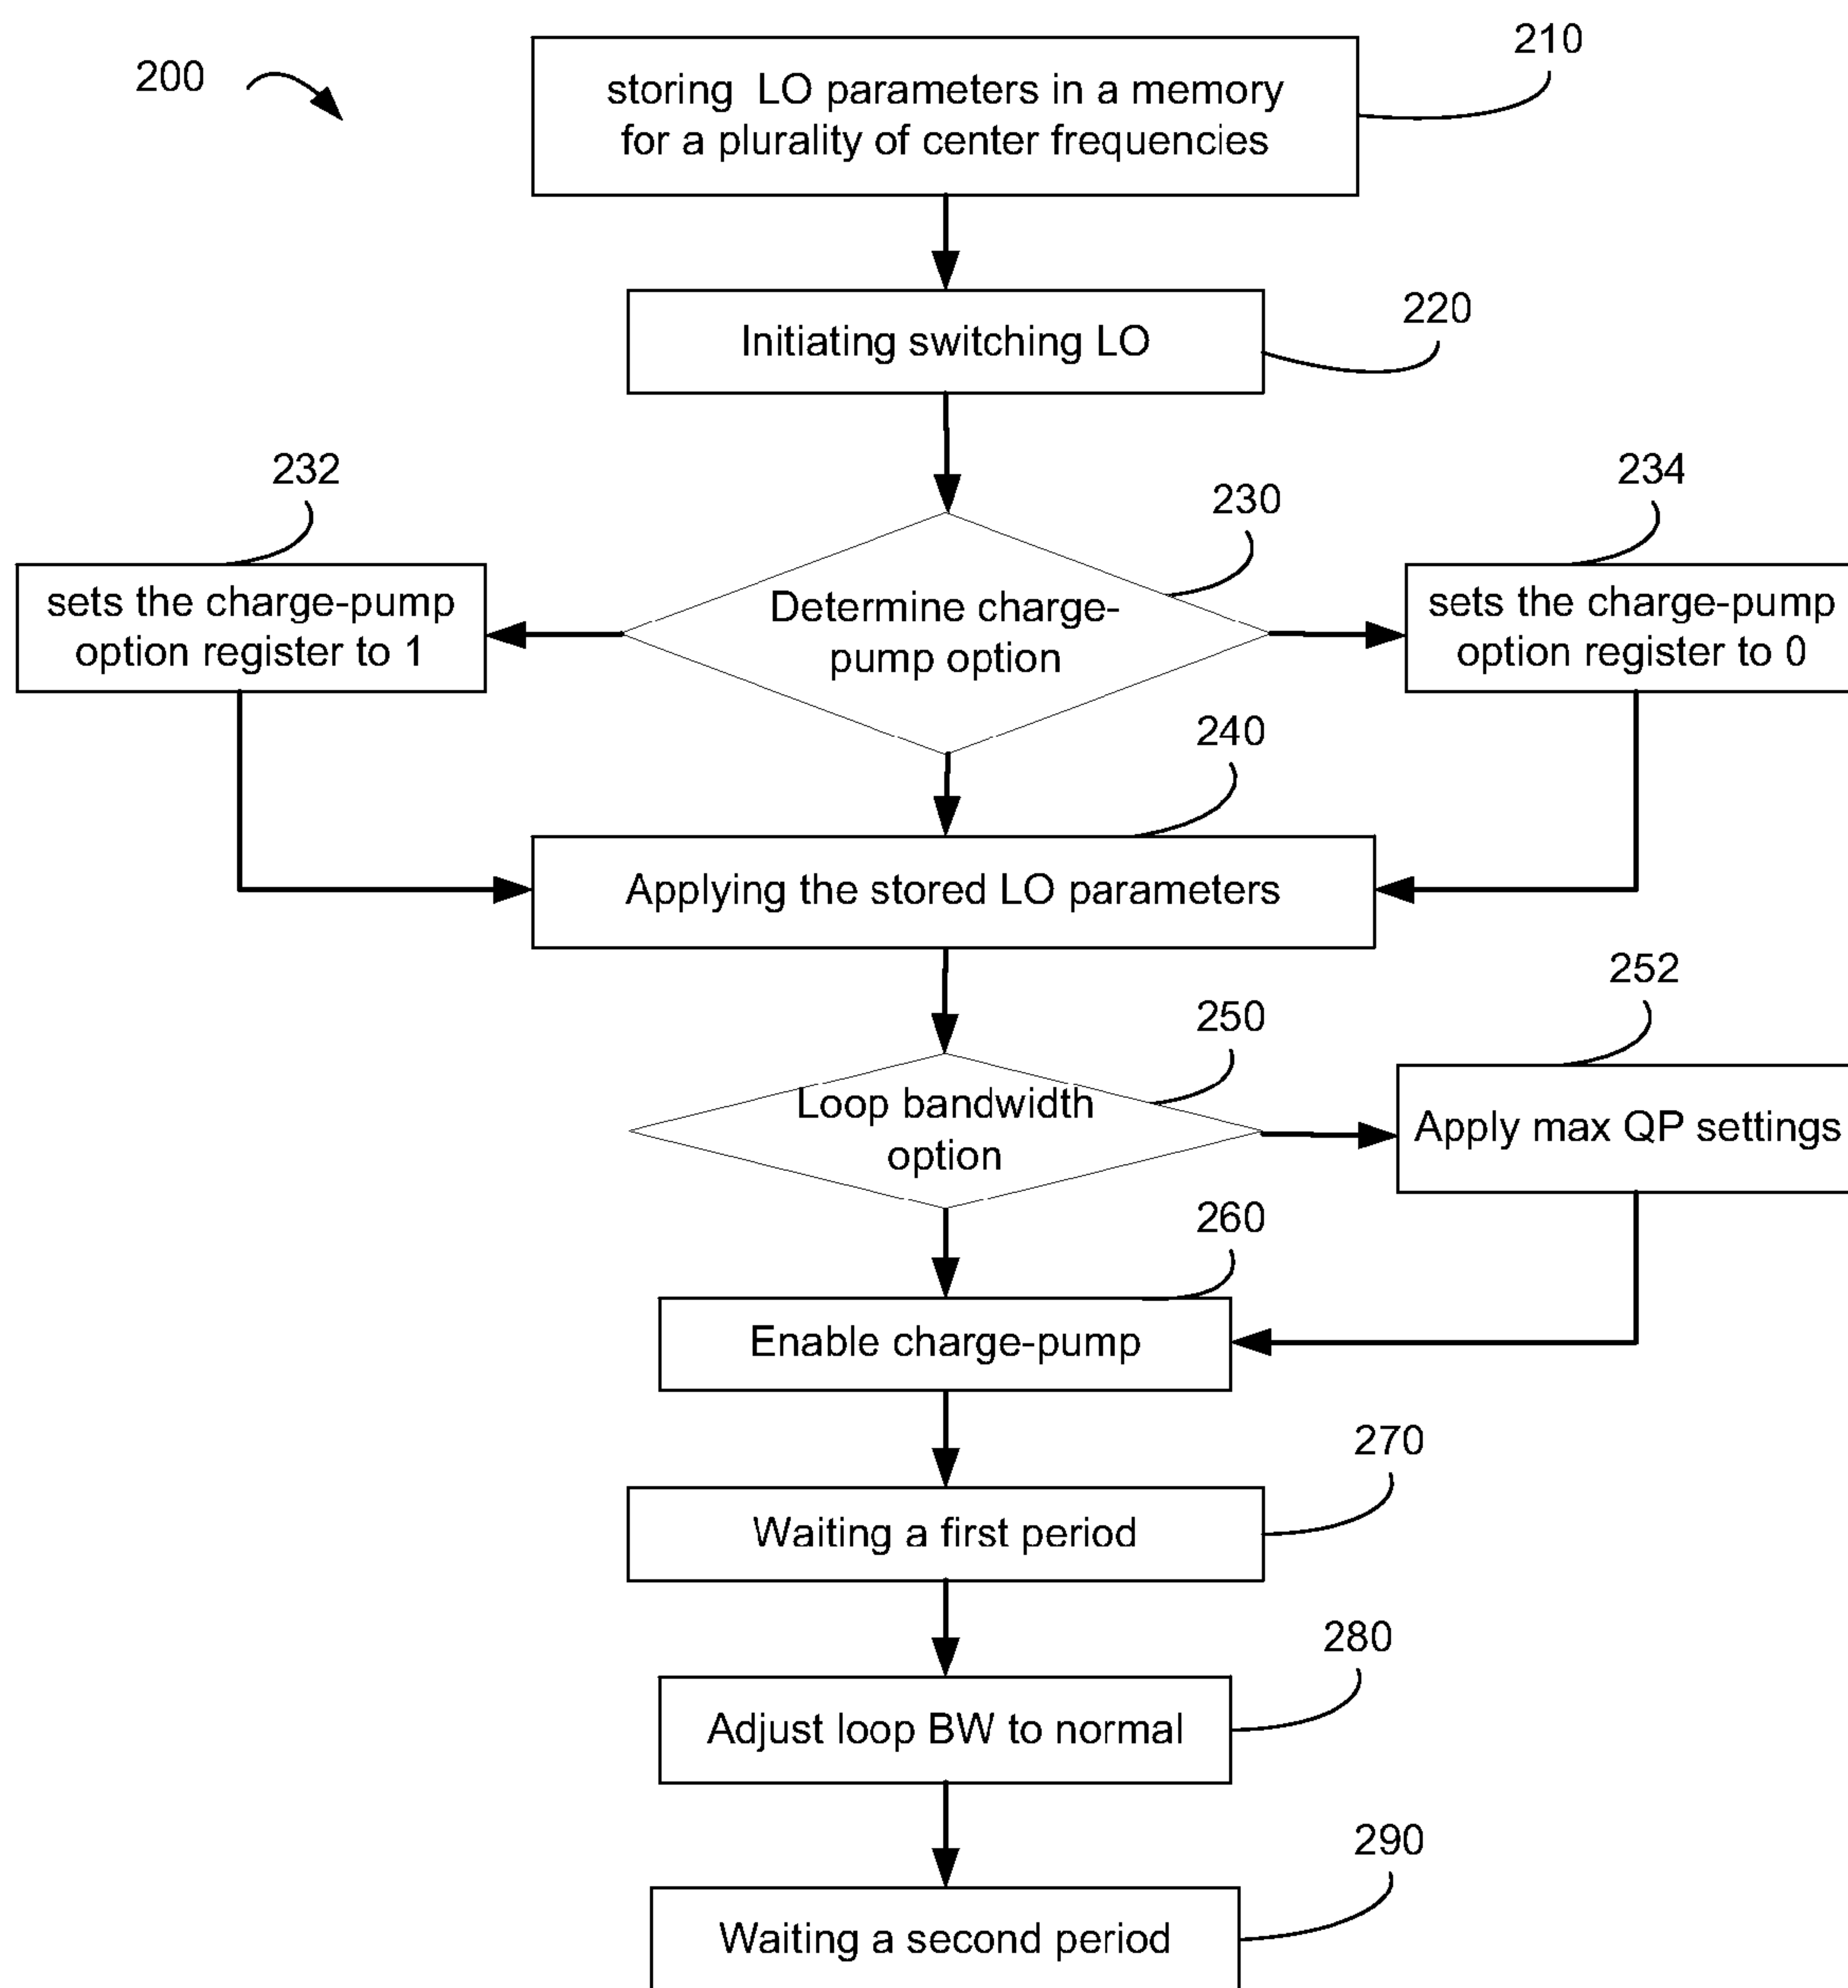 200
210
storing LO parameters in a memory
for a plurality of center frequencies
220
Initiating switching LO
232
234
230
sets the charge-pump
option register to 1
Determine charge-
pump option
sets the charge-pump
option register to 0
240
Applying the stored LO parameters
252
250
Loop bandwidth
option
Apply max QP settings
260
Enable charge-pump
270
Waiting a first period
280
Adjust loop BW to normal
290
Waiting a second period